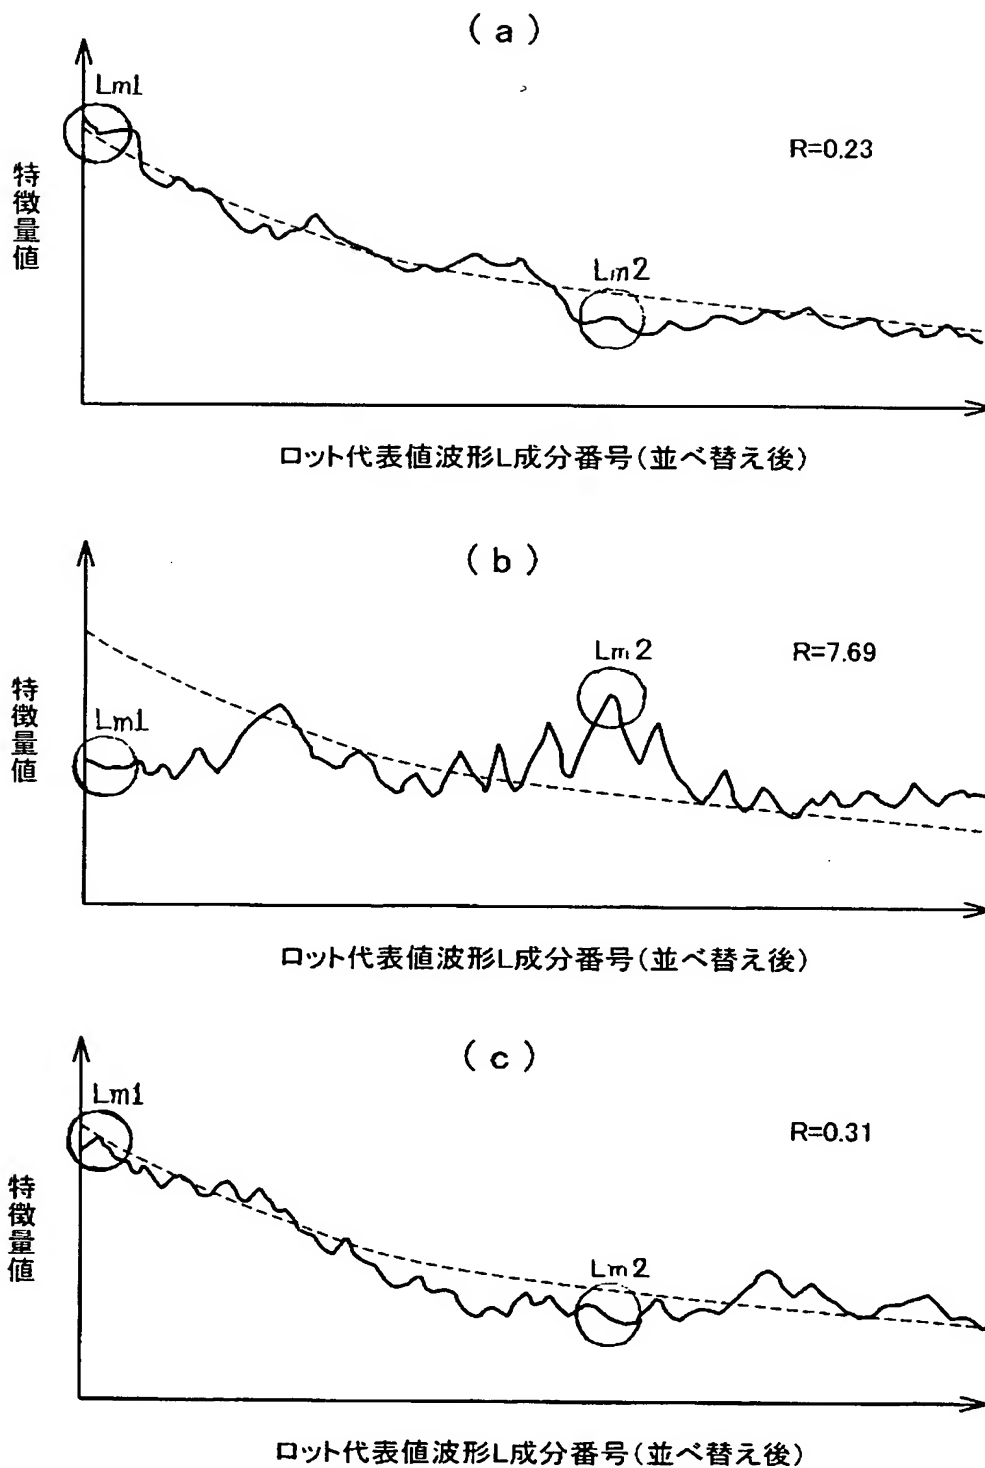 (a)
Lm1
R=0.23
特徴量値
Lm2
ロット代表値波形L成分番号(並べ替え後)
(b)
Lm2
R=7.69
特徴量値
Lm1
ロット代表値波形L成分番号(並べ替え後)
(c)
Lm1
R=0.31
特徴量値
Lm2
ロット代表値波形L成分番号(並べ替え後)